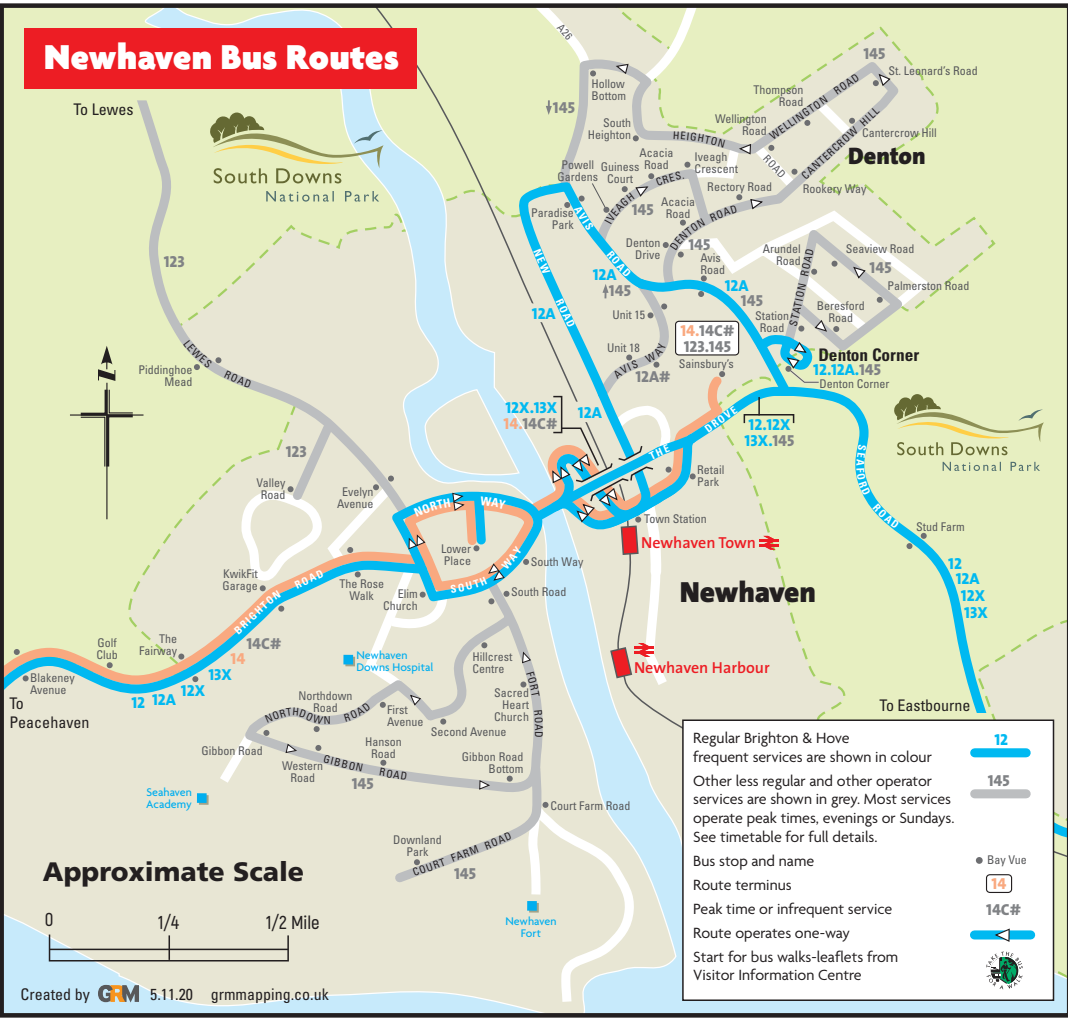 Newhaven Bus Routes
A26
To Lewes
South Downs
National Park
145
St. Leonard's Road
Hollow
Bottom
145
Thompson
Road
WELLINGTON ROAD
South
Heighton
Wellington
Road
Cantercrow Hill
CANTERCROW HILL
HEIGHTON
ROAD
Denton
Acacia
Road
Iveagh
Crescent
Powell
Gardens
Guiness
Court
IVEAGH CRES.
145
Rectory Road
Rookery Way
Paradise
Park
Acacia
Road
DENTON ROAD
145
AVIS ROAD
NEW ROAD
Denton
Drive
Avis
Road
Arundel
Road
Seaview Road
145
Palmerston Road
STATION ROAD
Beresford
Road
123
12A
145
12A
145
12A
Unit 15
Station
Road
14.14C#
123.145
Unit 18
AVIS WAY
12A#
Sainsbury's
Denton Corner
12.12A.145
Denton Corner
LEWES ROAD
Piddinghoe
Mead
N
12X.13X
14.14C#
12A
12.12X
13X.145
THE DROVE
South Downs
National Park
SEAFORD ROAD
123
Valley
Road
Evelyn
Avenue
Retail
Park
NORTH WAY
Town Station
Stud Farm
Newhaven Town
Lower
Place
South Way
SOUTH WAY
South Road
KwikFit
Garage
The Rose
Walk
Elim
Church
BRIGHTON ROAD
12
12A
12X
13X
Newhaven
14C#
14
Golf
Club
The
Fairway
13X
12X
12A
12
Blakeney
Avenue
To
Peacehaven
Newhaven
Downs Hospital
Hillcrest
Centre
Newhaven Harbour
FORT ROAD
Sacred
Heart
Church
Northdown
Road
NORTHDOWN ROAD
First
Avenue
Second Avenue
To Eastbourne
Gibbon Road
Hanson
Road
Western
Road
GIBBON ROAD
145
Gibbon Road
Bottom
Seahaven
Academy
Court Farm Road
Downland
Park
COURT FARM ROAD
145
Newhaven
Fort
Approximate Scale
0
1/4
1/2 Mile
Created by GRM 5.11.20 grmmapping.co.uk
Regular Brighton & Hove
frequent services are shown in colour
12
Other less regular and other operator
services are shown in grey. Most services
operate peak times, evenings or Sundays.
See timetable for full details.
145
Bus stop and name
Bay Vue
Route terminus
14
Peak time or infrequent service
14C#
Route operates one-way
Start for bus walks-leaflets from
Visitor Information Centre
TAKE THE BUS
FOR A WALK